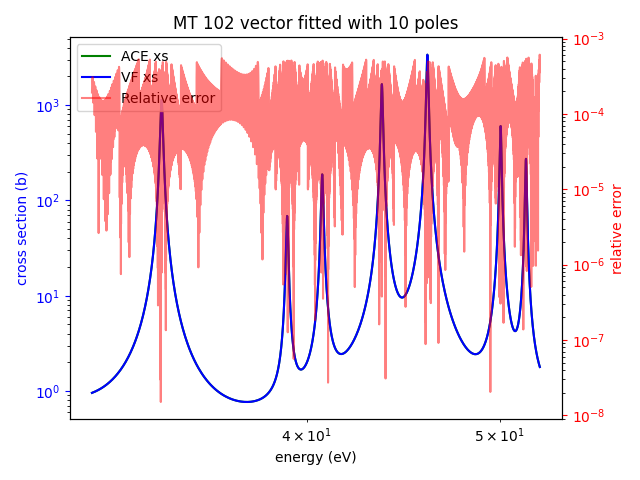 MT 102 vector fitted with 10 poles
ACE xs
VF xs
Relative error
cross section (b)
10³
10²
10¹
10⁰
10⁻³
10⁻⁴
10⁻⁵
10⁻⁶
10⁻⁷
10⁻⁸
relative error
4 × 10¹
5 × 10¹
energy (eV)